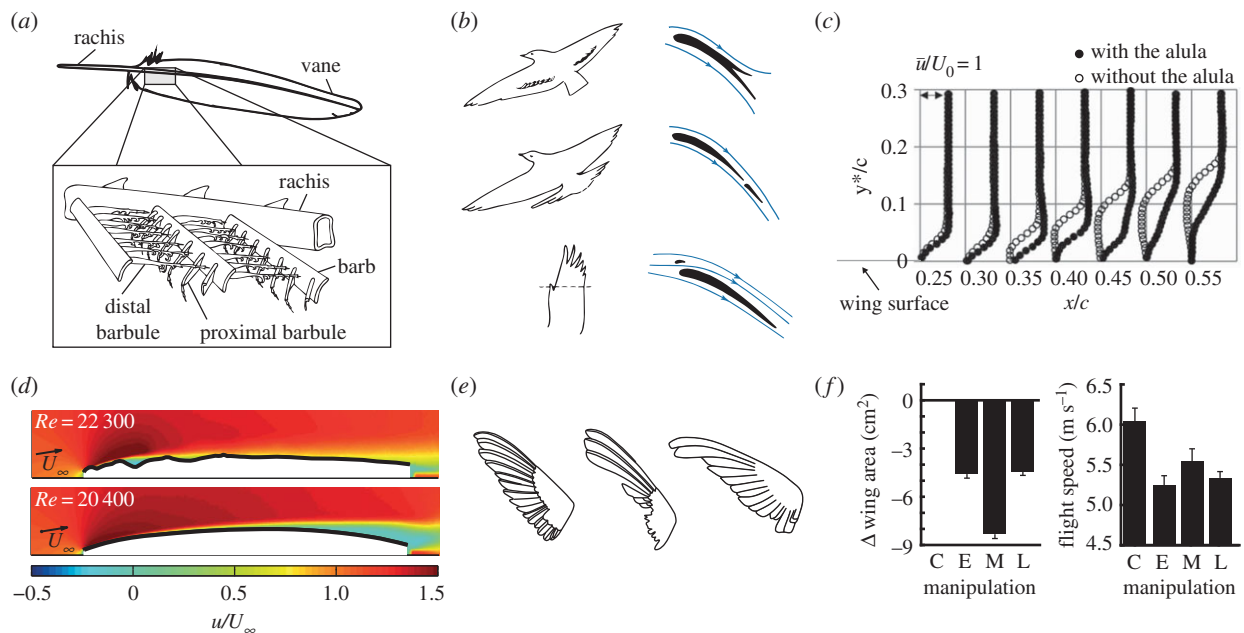 (a)
rachis
vane
rachis
barb
distal
barbule
proximal barbule
(b)
(c)
● with the alula
○ without the alula
u̅/U₀ = 1
0.3
0.2
0.1
0
y*/c
0.25 0.30 0.35 0.40 0.45 0.50 0.55
x/c
wing surface
(d)
Re = 22 300
U∞
Re = 20 400
U∞
−0.5 0 0.5 1.0 1.5
u/U∞
(e)
(f)
0
−3
−6
−9
Δ wing area (cm²)
C E M L
manipulation
6.5
6.0
5.5
5.0
4.5
flight speed (m s⁻¹)
C E M L
manipulation